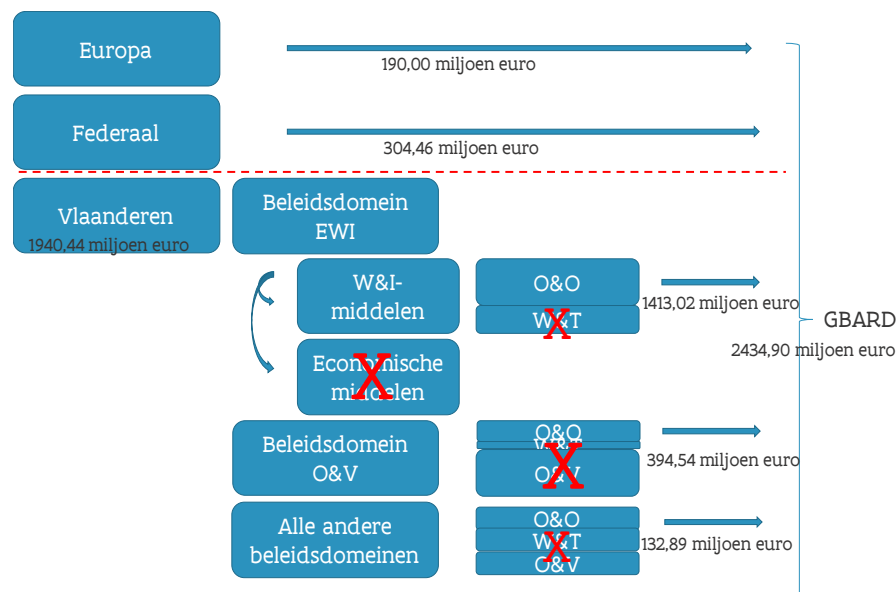 Europa
190,00 miljoen euro
Federaal
304,46 miljoen euro
Vlaanderen
1940,44 miljoen euro
Beleidsdomein
EWI
W&I-
middelen
O&O
W&T
X
1413,02 miljoen euro
GBARD
2434,90 miljoen euro
Economische
middelen
X
Beleidsdomein
O&V
O&O
W&T
O&V
X
394,54 miljoen euro
Alle andere
beleidsdomeinen
O&O
W&T
O&V
X
132,89 miljoen euro